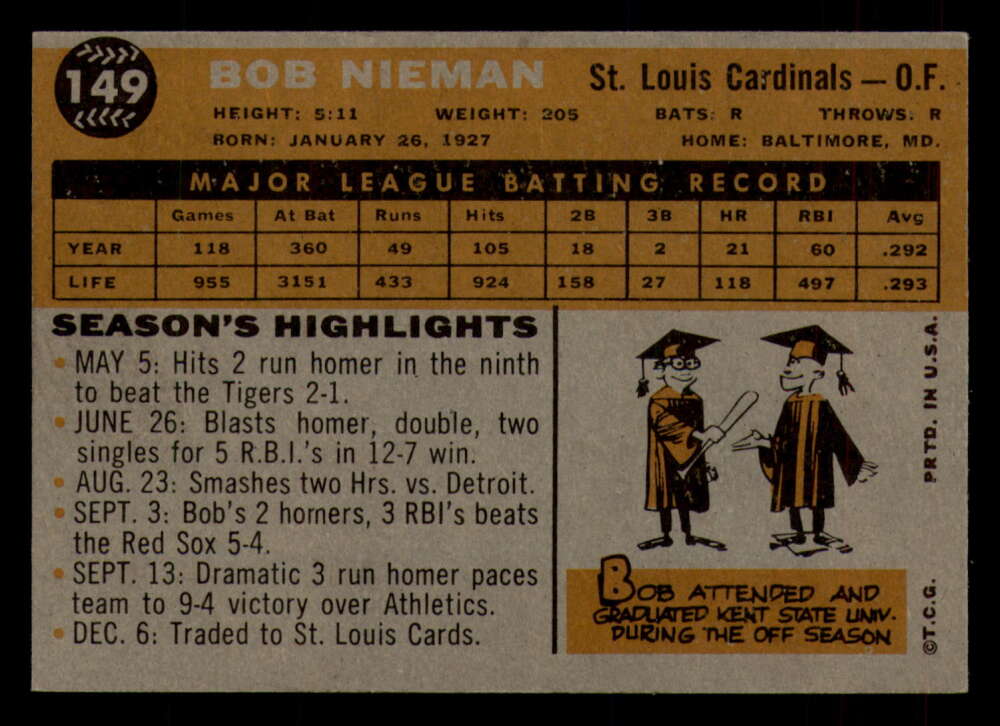 149
BOB NIEMAN St. Louis Cardinals — O.F.
HEIGHT: 5:11 WEIGHT: 205 BATS: R THROWS: R
BORN: JANUARY 26, 1927 HOME: BALTIMORE, MD.
MAJOR LEAGUE BATTING RECORD
Games At Bat Runs Hits 2B 3B HR RBI Avg
YEAR 118 360 49 105 18 2 21 60 .292
LIFE 955 3151 433 924 158 27 118 497 .293
SEASON'S HIGHLIGHTS
• MAY 5: Hits 2 run homer in the ninth
to beat the Tigers 2-1.
• JUNE 26: Blasts homer, double, two
singles for 5 R.B.I.'s in 12-7 win.
• AUG. 23: Smashes two Hrs. vs. Detroit.
• SEPT. 3: Bob's 2 homers, 3 RBI's beats
the Red Sox 5-4.
• SEPT. 13: Dramatic 3 run homer paces
team to 9-4 victory over Athletics.
• DEC. 6: Traded to St. Louis Cards.
BOB ATTENDED AND
GRADUATED KENT STATE UNIV.
DURING THE OFF SEASON
©T.C.G. PRTD. IN U.S.A.